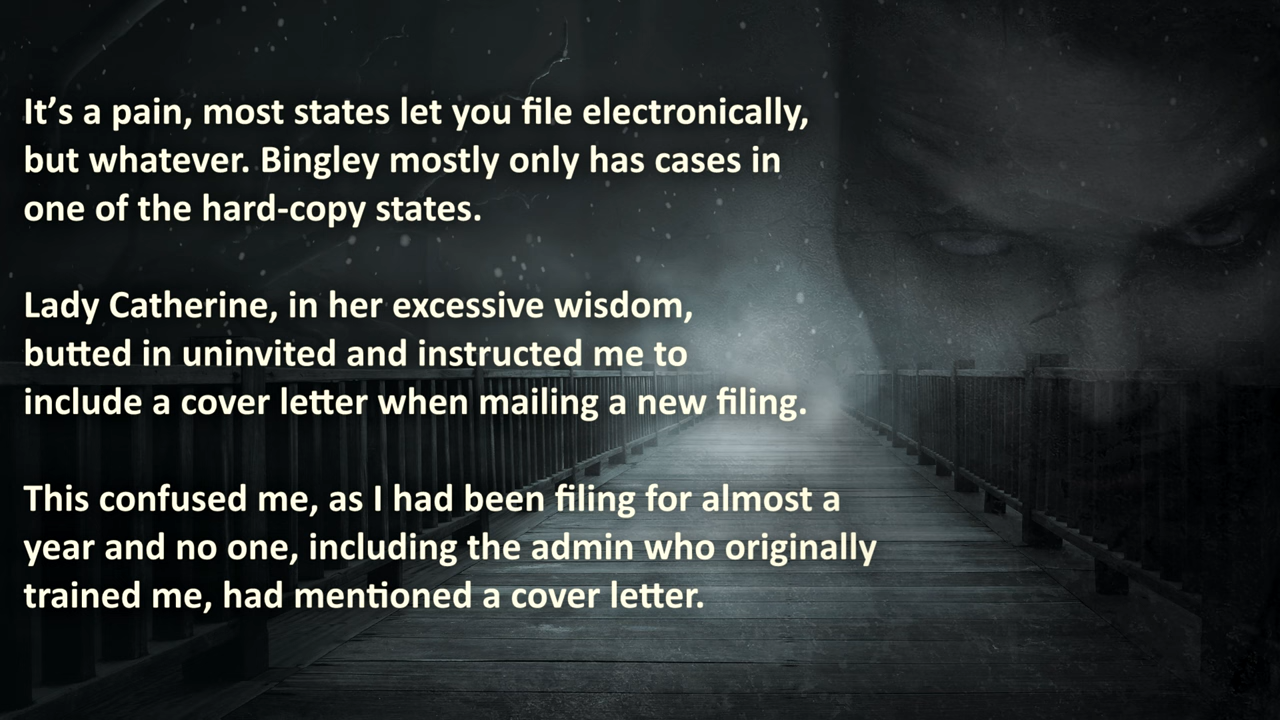 It’s a pain, most states let you file electronically,
but whatever. Bingley mostly only has cases in
one of the hard-copy states.
Lady Catherine, in her excessive wisdom,
butted in uninvited and instructed me to
include a cover letter when mailing a new filing.
This confused me, as I had been filing for almost a
year and no one, including the admin who originally
trained me, had mentioned a cover letter.